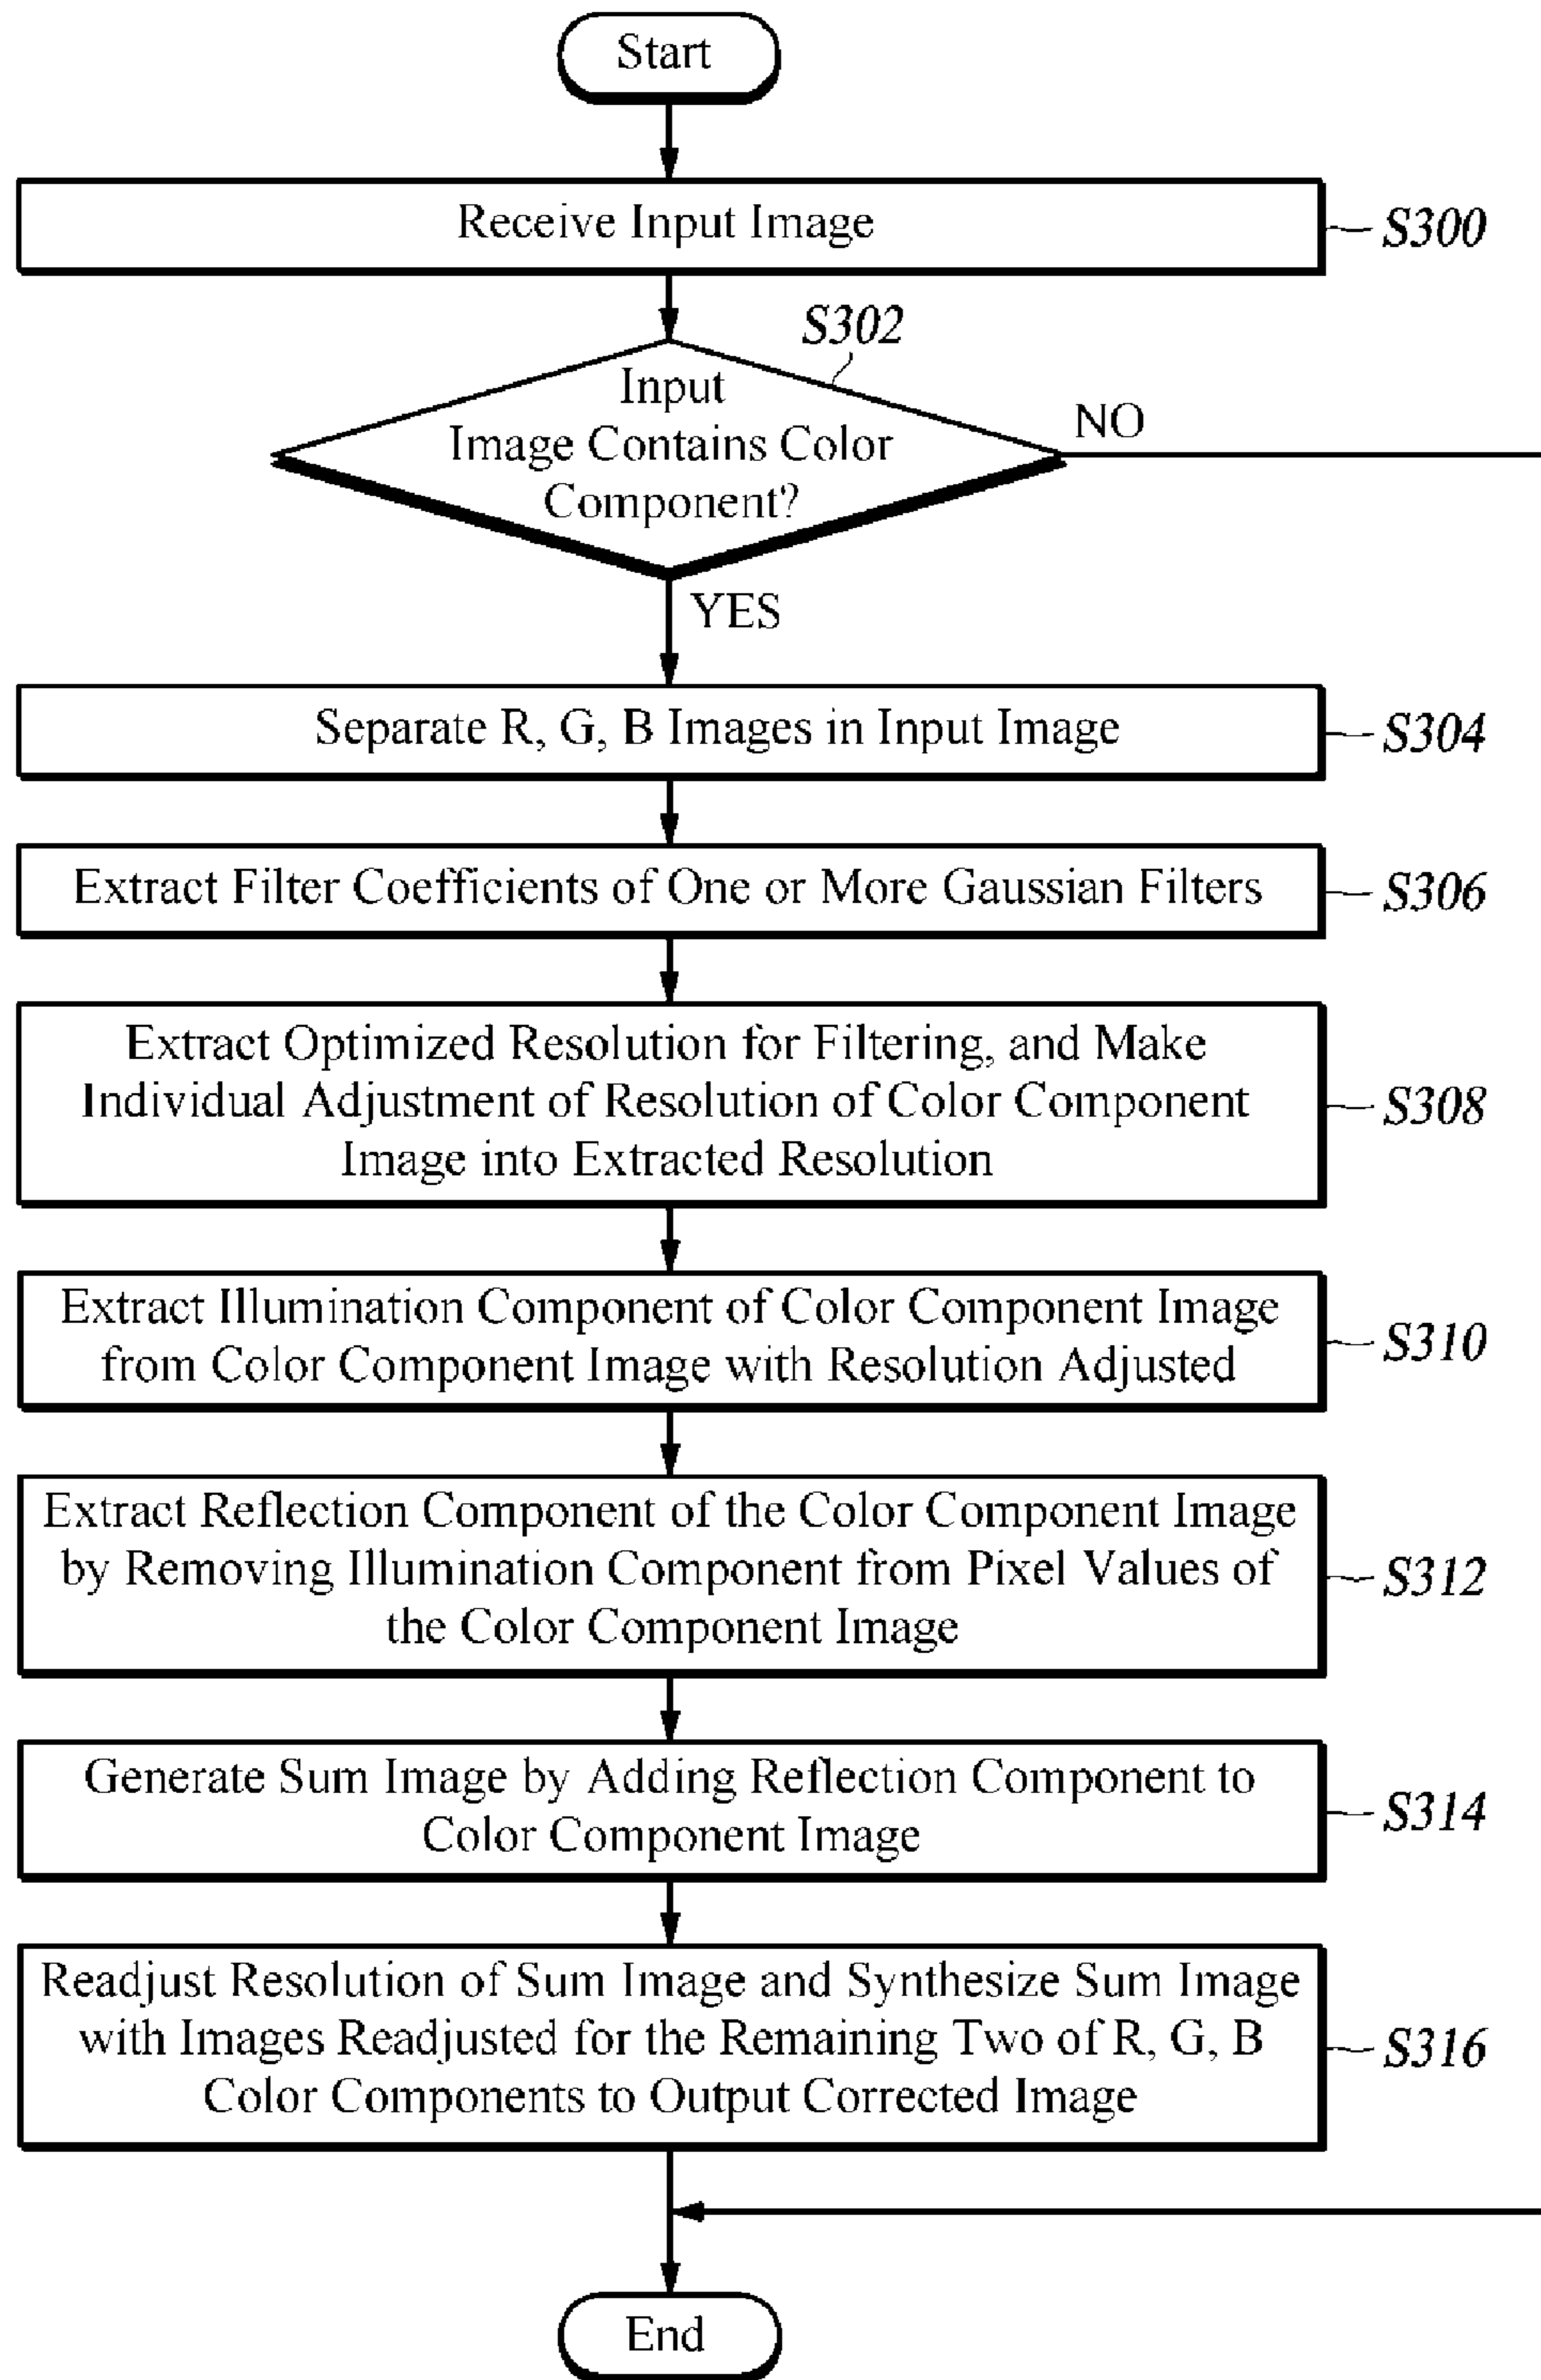 Start
Receive Input Image
S300
S302
Input
Image Contains Color
Component?
NO
YES
Separate R, G, B Images in Input Image
S304
Extract Filter Coefficients of One or More Gaussian Filters
S306
Extract Optimized Resolution for Filtering, and Make
Individual Adjustment of Resolution of Color Component
Image into Extracted Resolution
S308
Extract Illumination Component of Color Component Image
from Color Component Image with Resolution Adjusted
S310
Extract Reflection Component of the Color Component Image
by Removing Illumination Component from Pixel Values of
the Color Component Image
S312
Generate Sum Image by Adding Reflection Component to
Color Component Image
S314
Readjust Resolution of Sum Image and Synthesize Sum Image
with Images Readjusted for the Remaining Two of R, G, B
Color Components to Output Corrected Image
S316
End